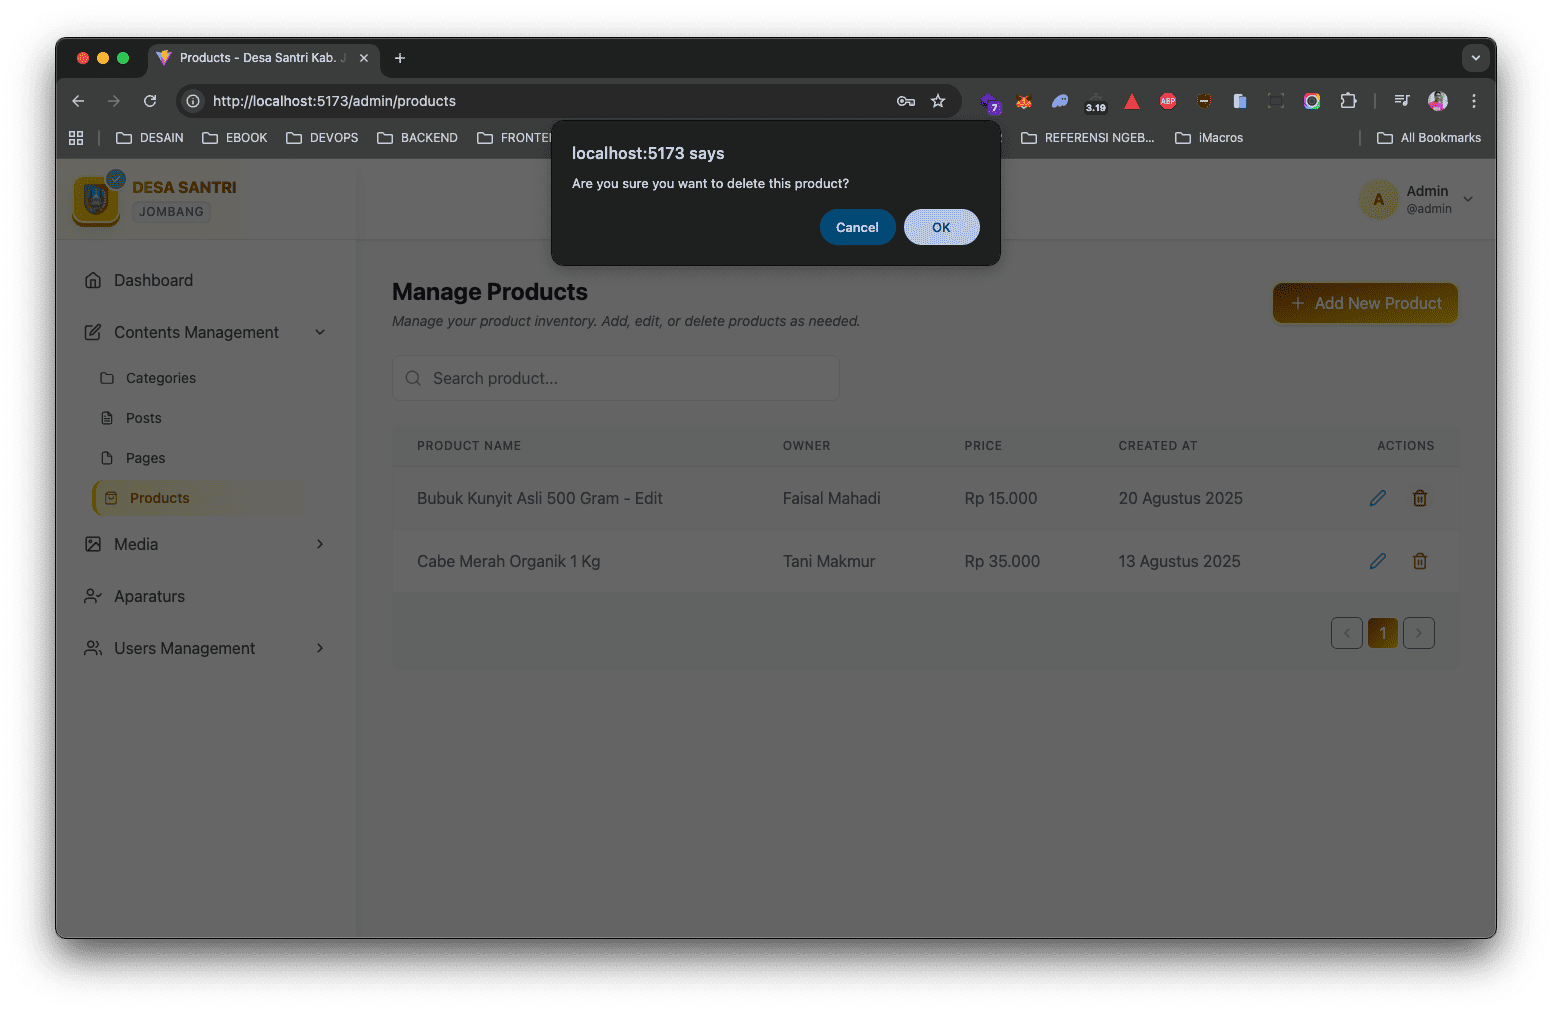 Products - Desa Santri Kab. J
http://localhost:5173/admin/products
7
3.19
ABP
DESAIN
EBOOK
DEVOPS
BACKEND
REFERENSI NGEB...
iMacros
All Bookmarks
localhost:5173 says
Are you sure you want to delete this product?
Cancel
OK
DESA SANTRI
JOMBANG
A
Admin
@admin
Dashboard
Contents Management
Categories
Posts
Pages
Products
Media
Aparaturs
Users Management
Manage Products
Manage your product inventory. Add, edit, or delete products as needed.
Add New Product
Search product...
PRODUCT NAME OWNER PRICE CREATED AT ACTIONS
Bubuk Kunyit Asli 500 Gram - Edit Faisal Mahadi Rp 15.000 20 Agustus 2025
Cabe Merah Organik 1 Kg Tani Makmur Rp 35.000 13 Agustus 2025
1